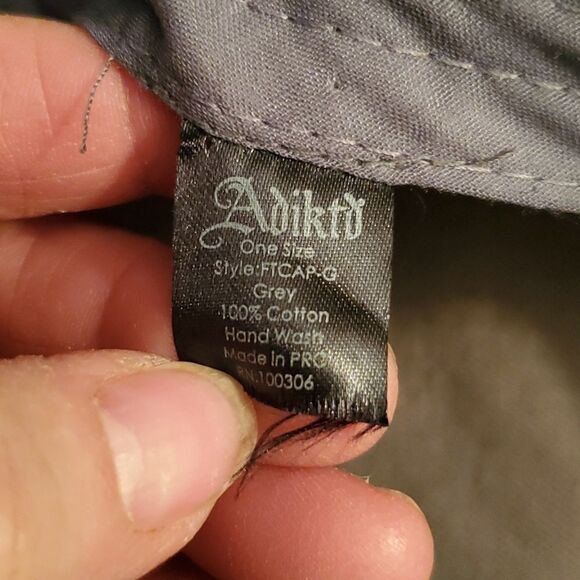 Adiktd
One Size
Style:FTCAP-G
Grey
100% Cotton
Hand Wash
Made in PRC
RN:100306